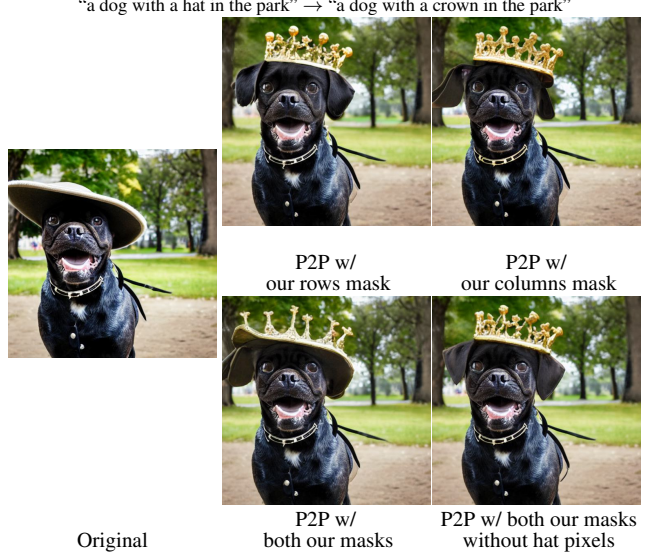 “a dog with a hat in the park” → “a dog with a crown in the park”
P2P w/
our rows mask
P2P w/
our columns mask
Original
P2P w/
both our masks
P2P w/ both our masks
without hat pixels